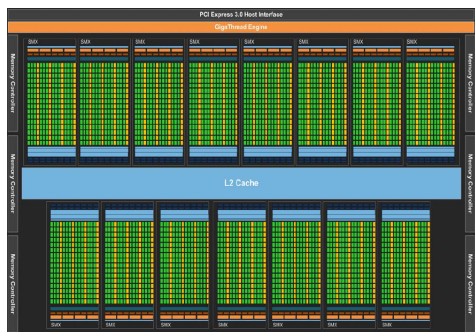 PCI Express 3.0 Host Interface
GigaThread Engine
SMX SMX SMX SMX SMX SMX SMX SMX
Memory Controller
Memory Controller
Memory Controller
L2 Cache
Memory Controller
Memory Controller
Memory Controller
SMX SMX SMX SMX SMX SMX SMX